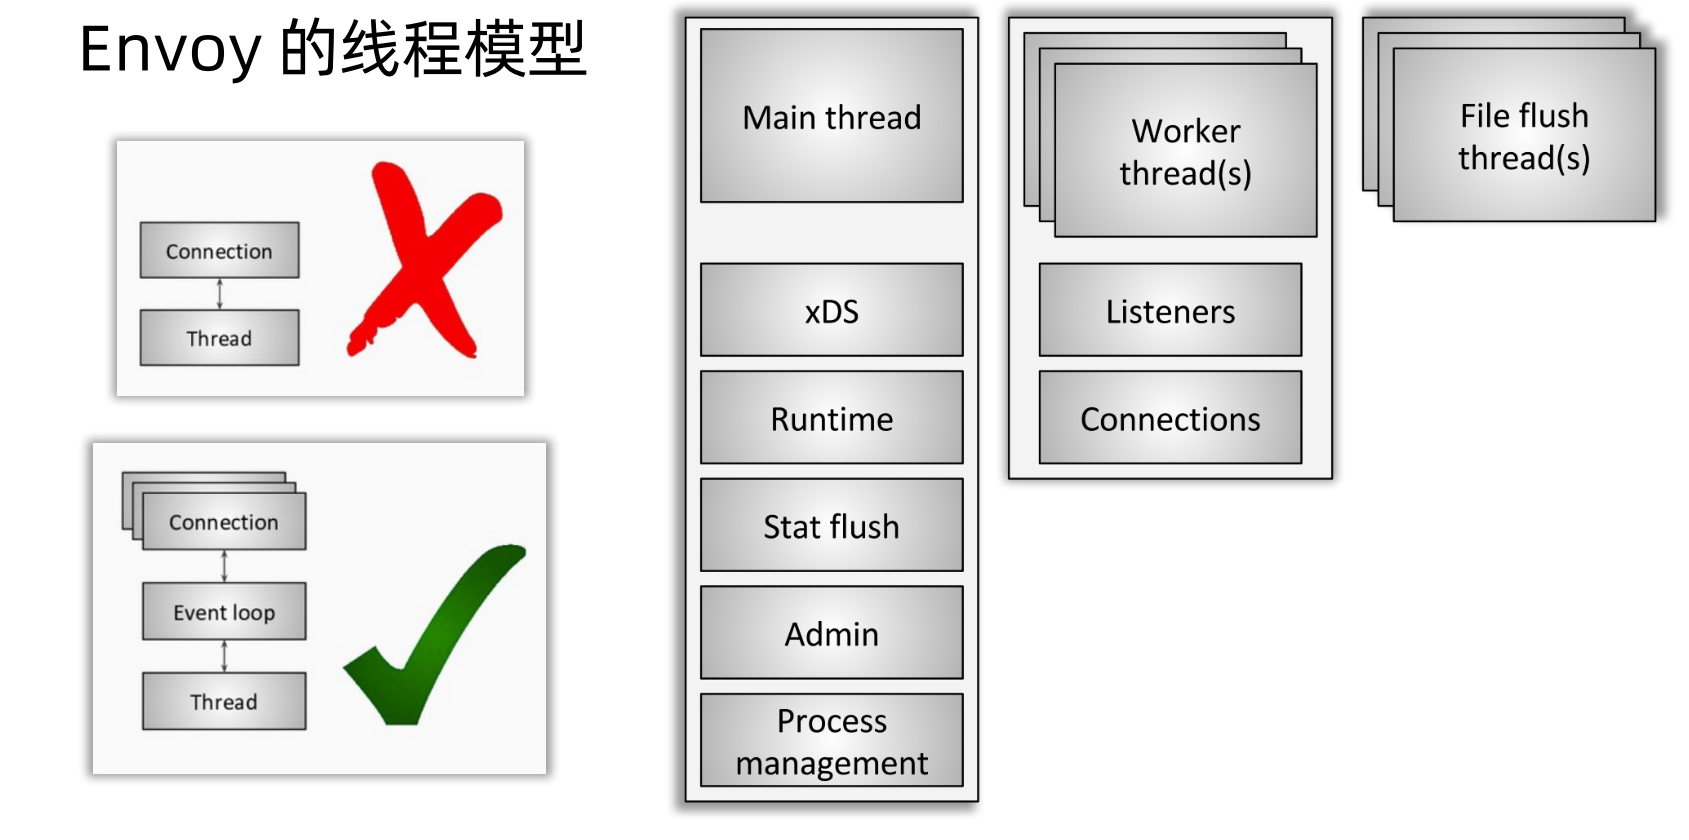 Envoy 的线程模型
Connection
Thread
Connection
Event loop
Thread
Main thread
xDS
Runtime
Stat flush
Admin
Process
management
Worker
thread(s)
Listeners
Connections
File flush
thread(s)